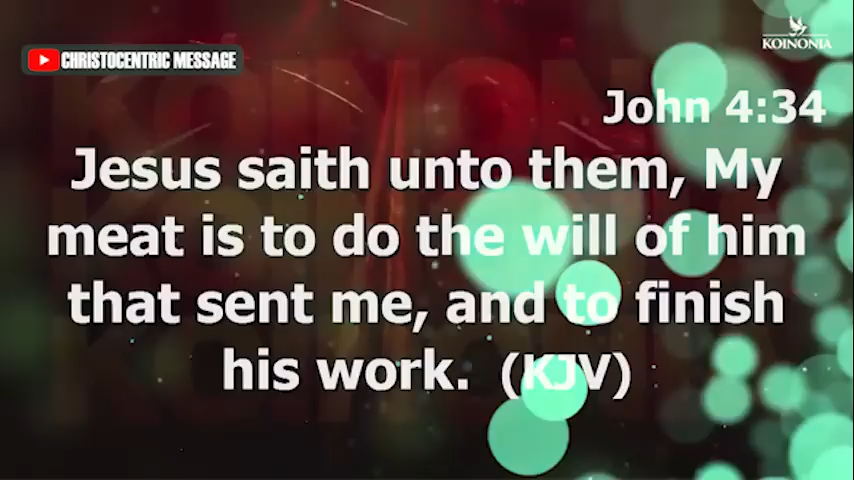 KOINONIA
CHRISTOCENTRIC MESSAGE
John 4:34
Jesus saith unto them, My
meat is to do the will of him
that sent me, and to finish
his work. (KJV)